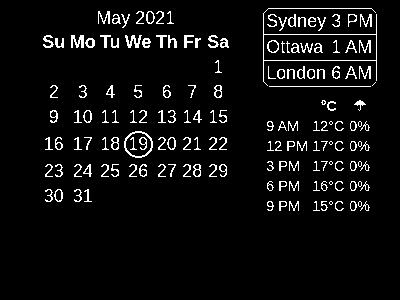 May 2021
Su Mo Tu We Th Fr Sa
1
2 3 4 5 6 7 8
9 10 11 12 13 14 15
16 17 18 19 20 21 22
23 24 25 26 27 28 29
30 31
Sydney 3 PM
Ottawa 1 AM
London 6 AM
°C ☂
9 AM 12°C 0%
12 PM 17°C 0%
3 PM 17°C 0%
6 PM 16°C 0%
9 PM 15°C 0%